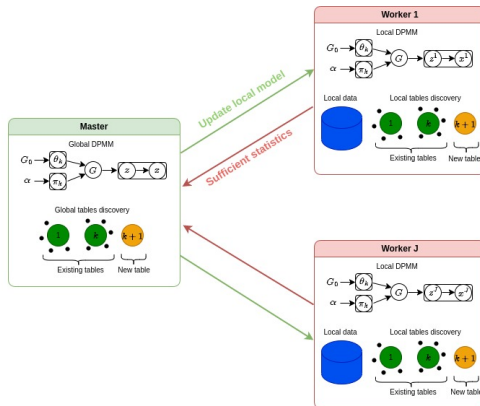 Worker 1
Local DPMM
G₀ θₖ
α πₖ G z¹ x¹
Local data Local tables discovery
1 k k+1
Existing tables New table
Update local model
Sufficient statistics
Master
Global DPMM
G₀ θₖ
α πₖ G z x
Global tables discovery
1 k k+1
Existing tables New table
Worker J
Local DPMM
G₀ θₖ
α πₖ G zᴶ xᴶ
Local data Local tables discovery
1 k k+1
Existing tables New table